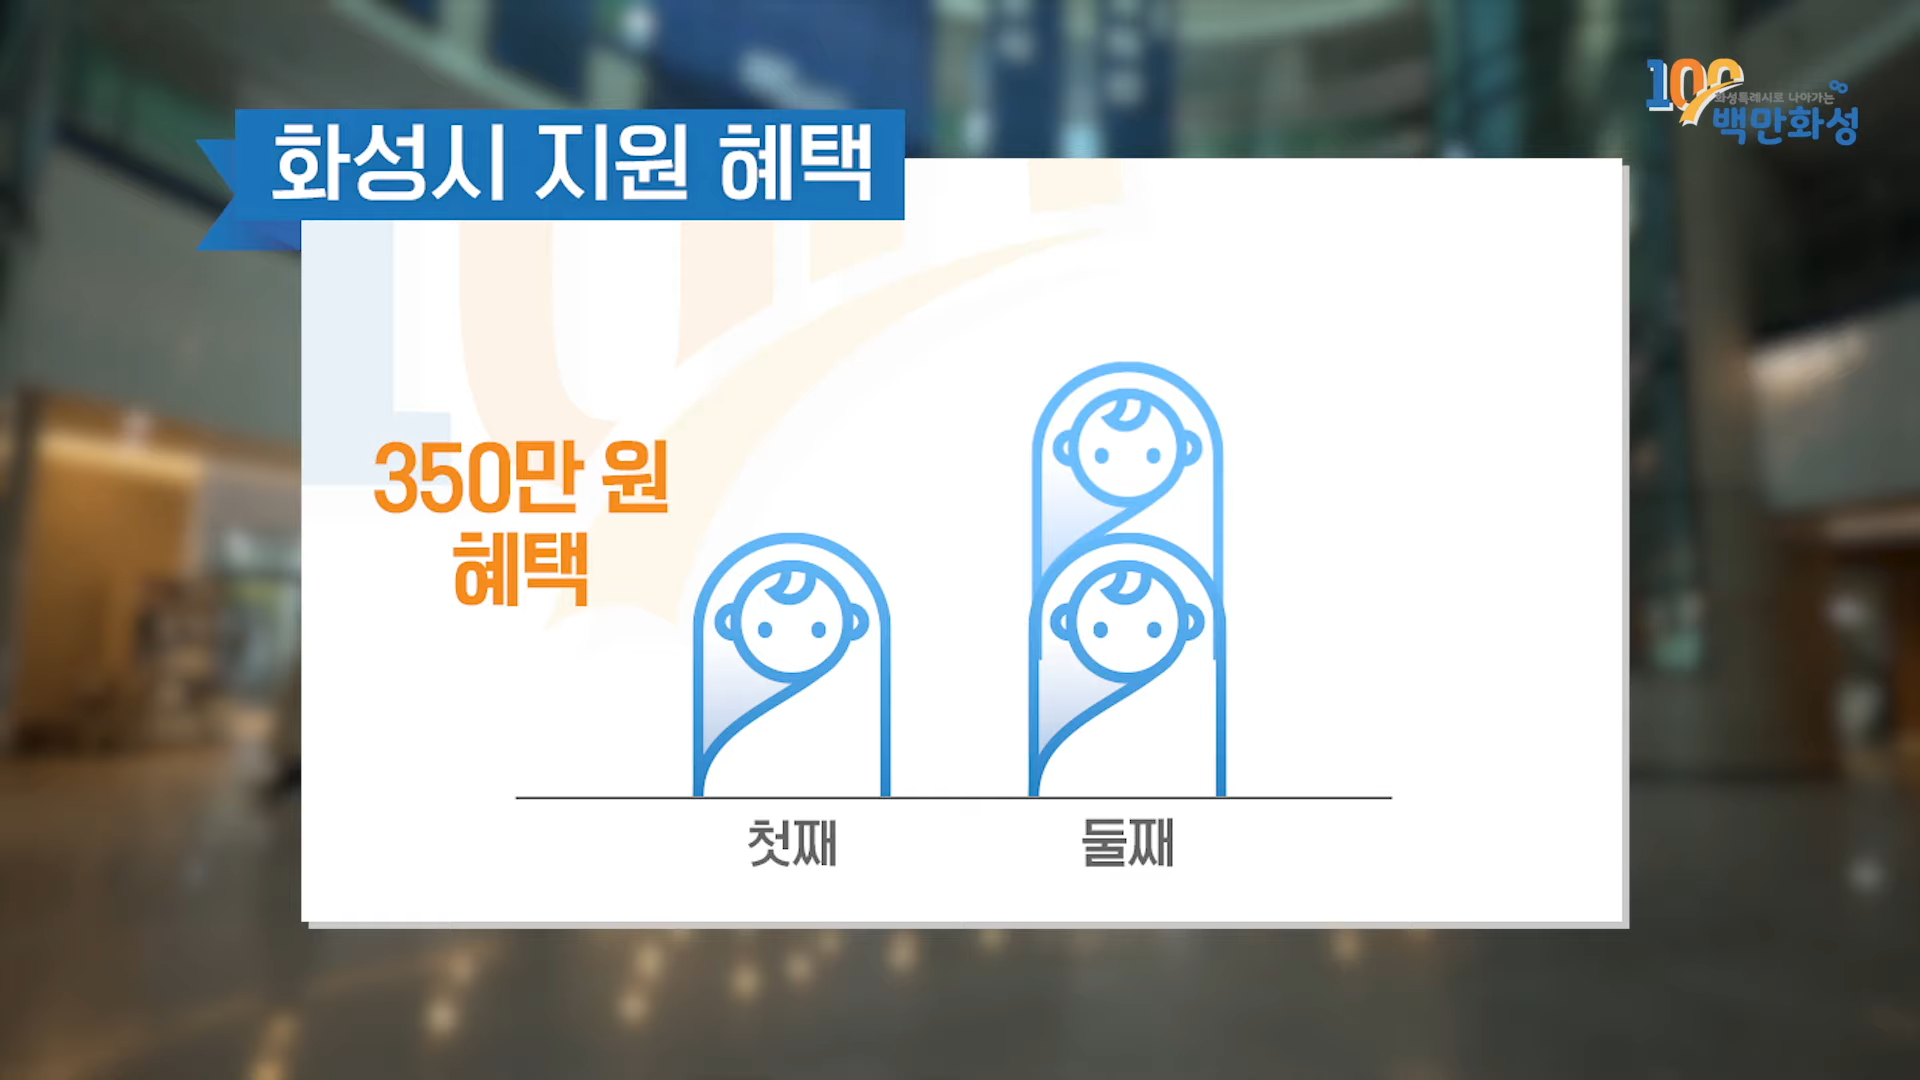 100
화성특례시로 나아가는
백만화성
화성시 지원 혜택
350만 원
혜택
첫째
둘째